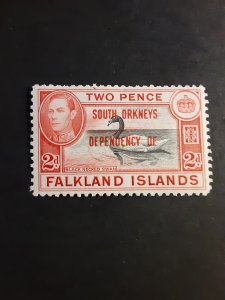 TWO PENCE
SOUTH ORKNEYS
DEPENDENCY OF
BLACK NECKED SWAN
2d 2d
FALKLAND ISLANDS